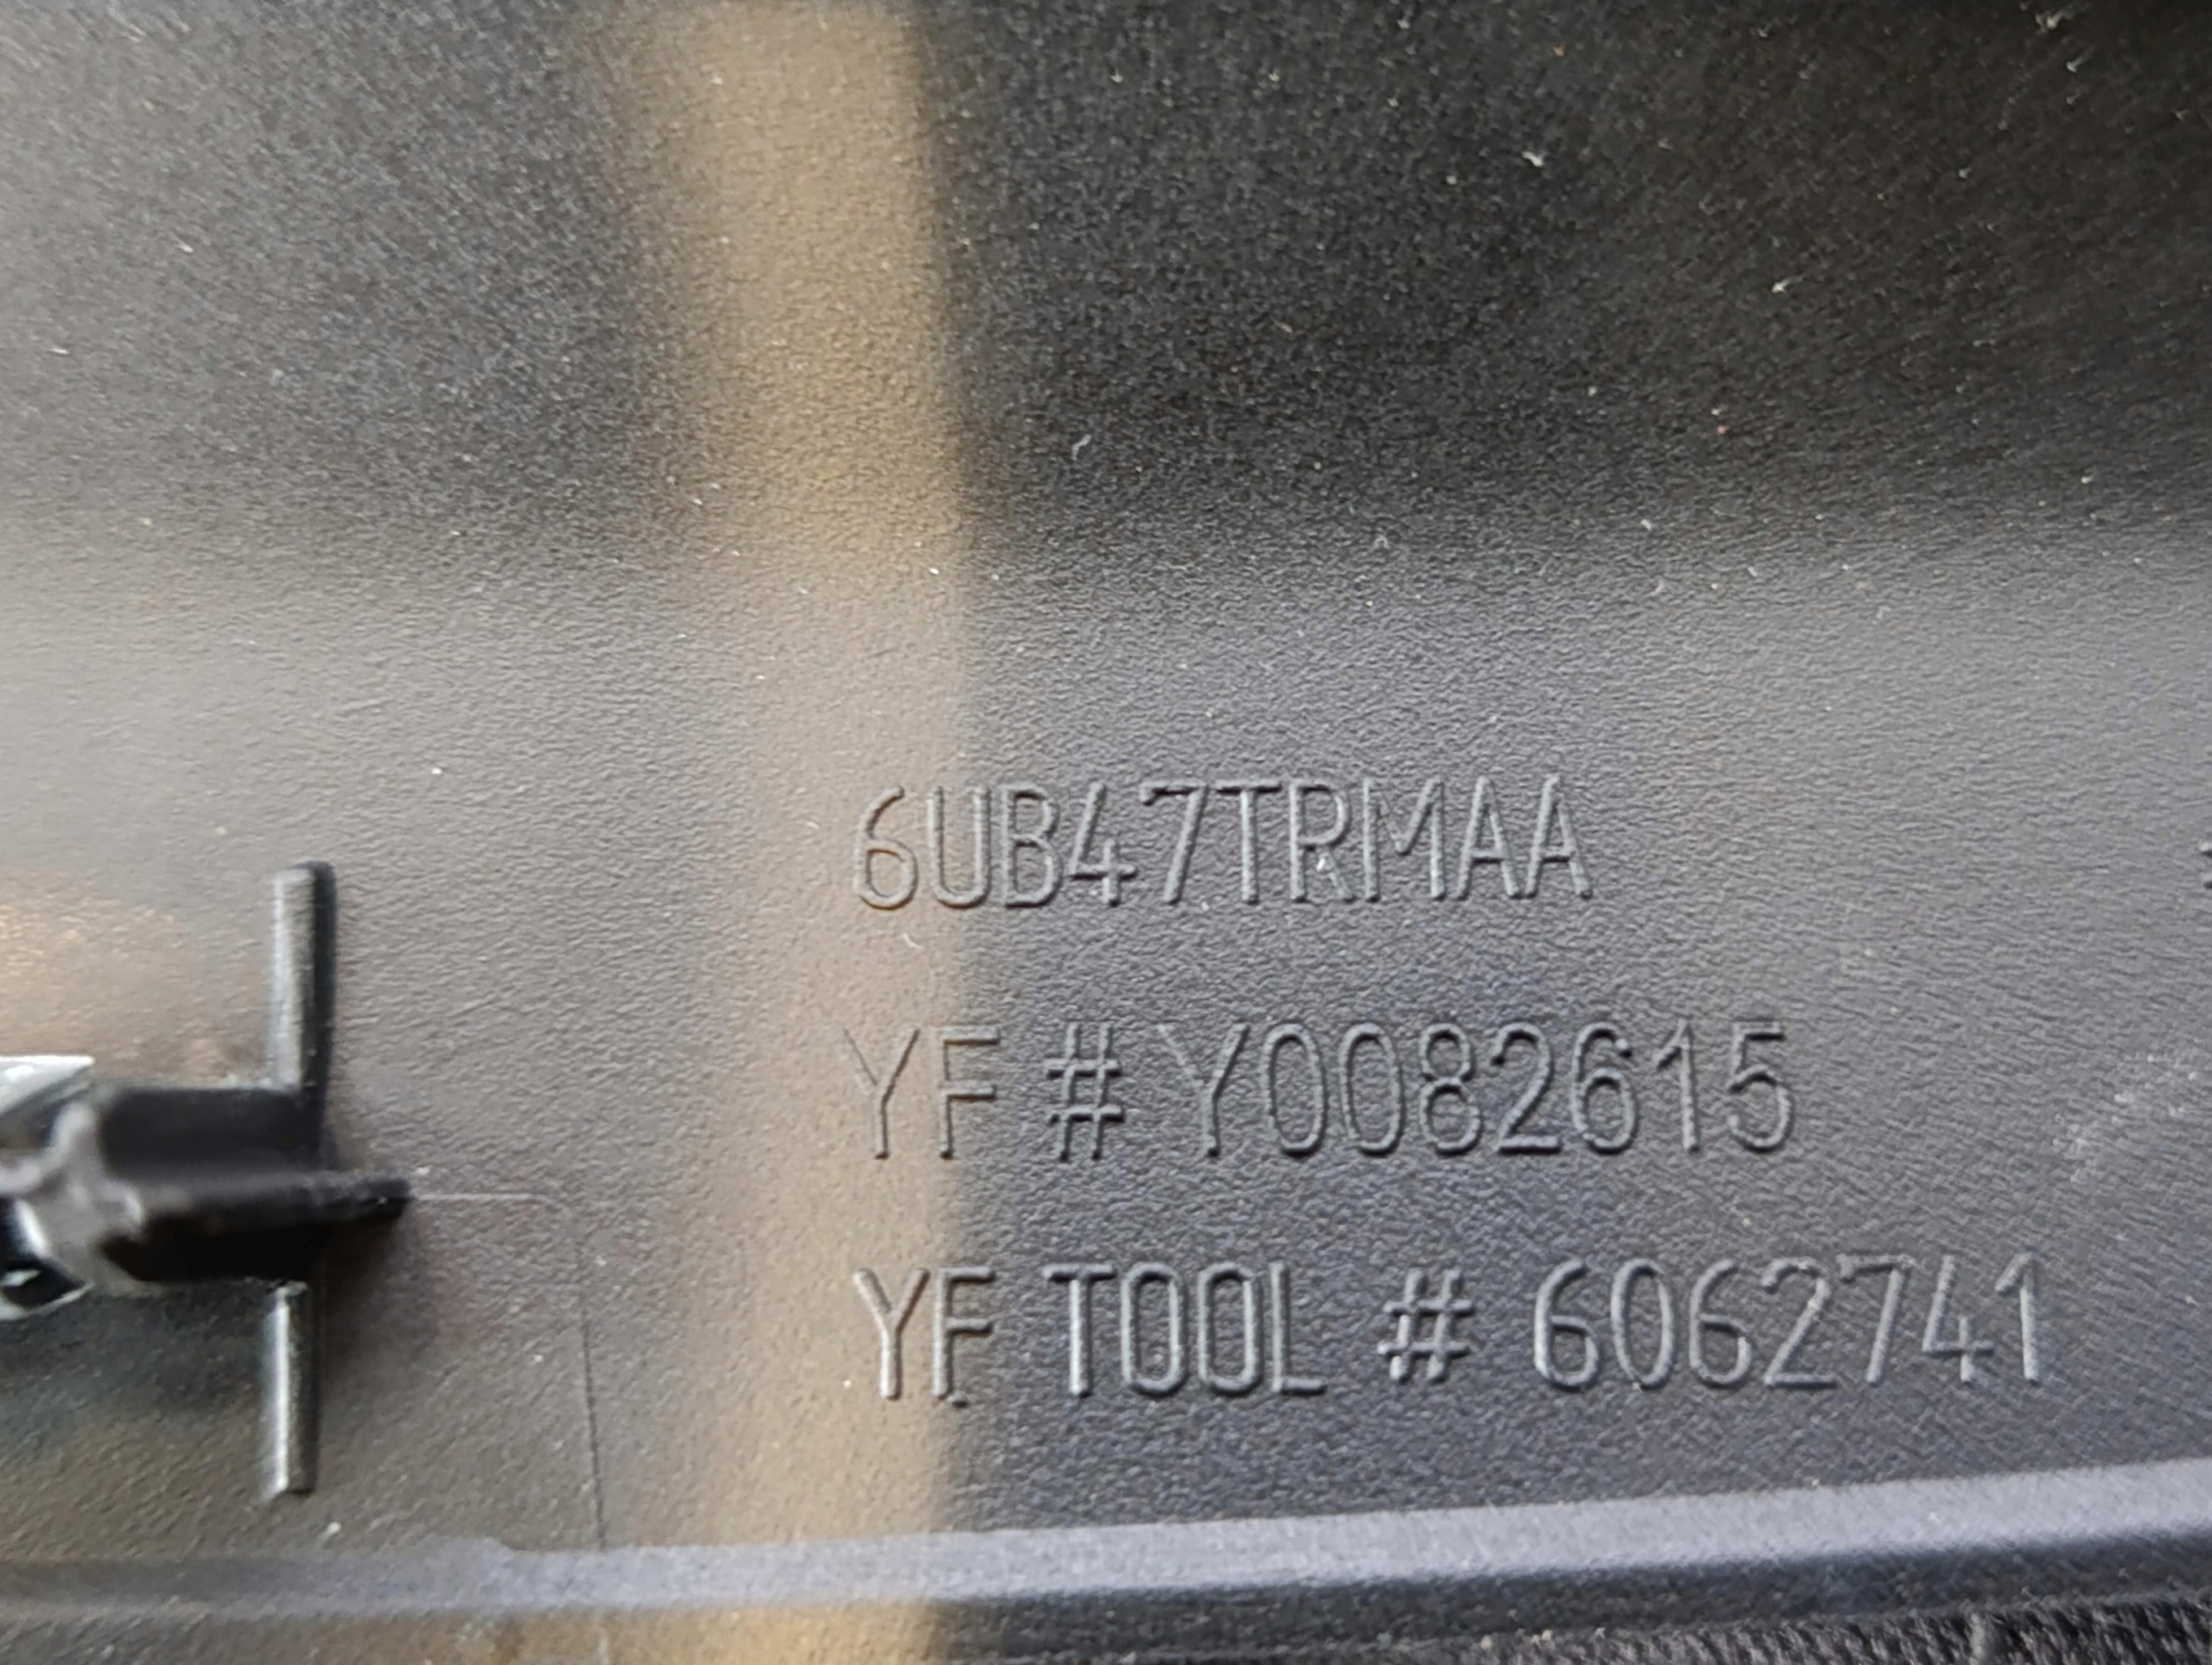 6UB47TRMAA
YF # Y0082615
YF TOOL # 6062741